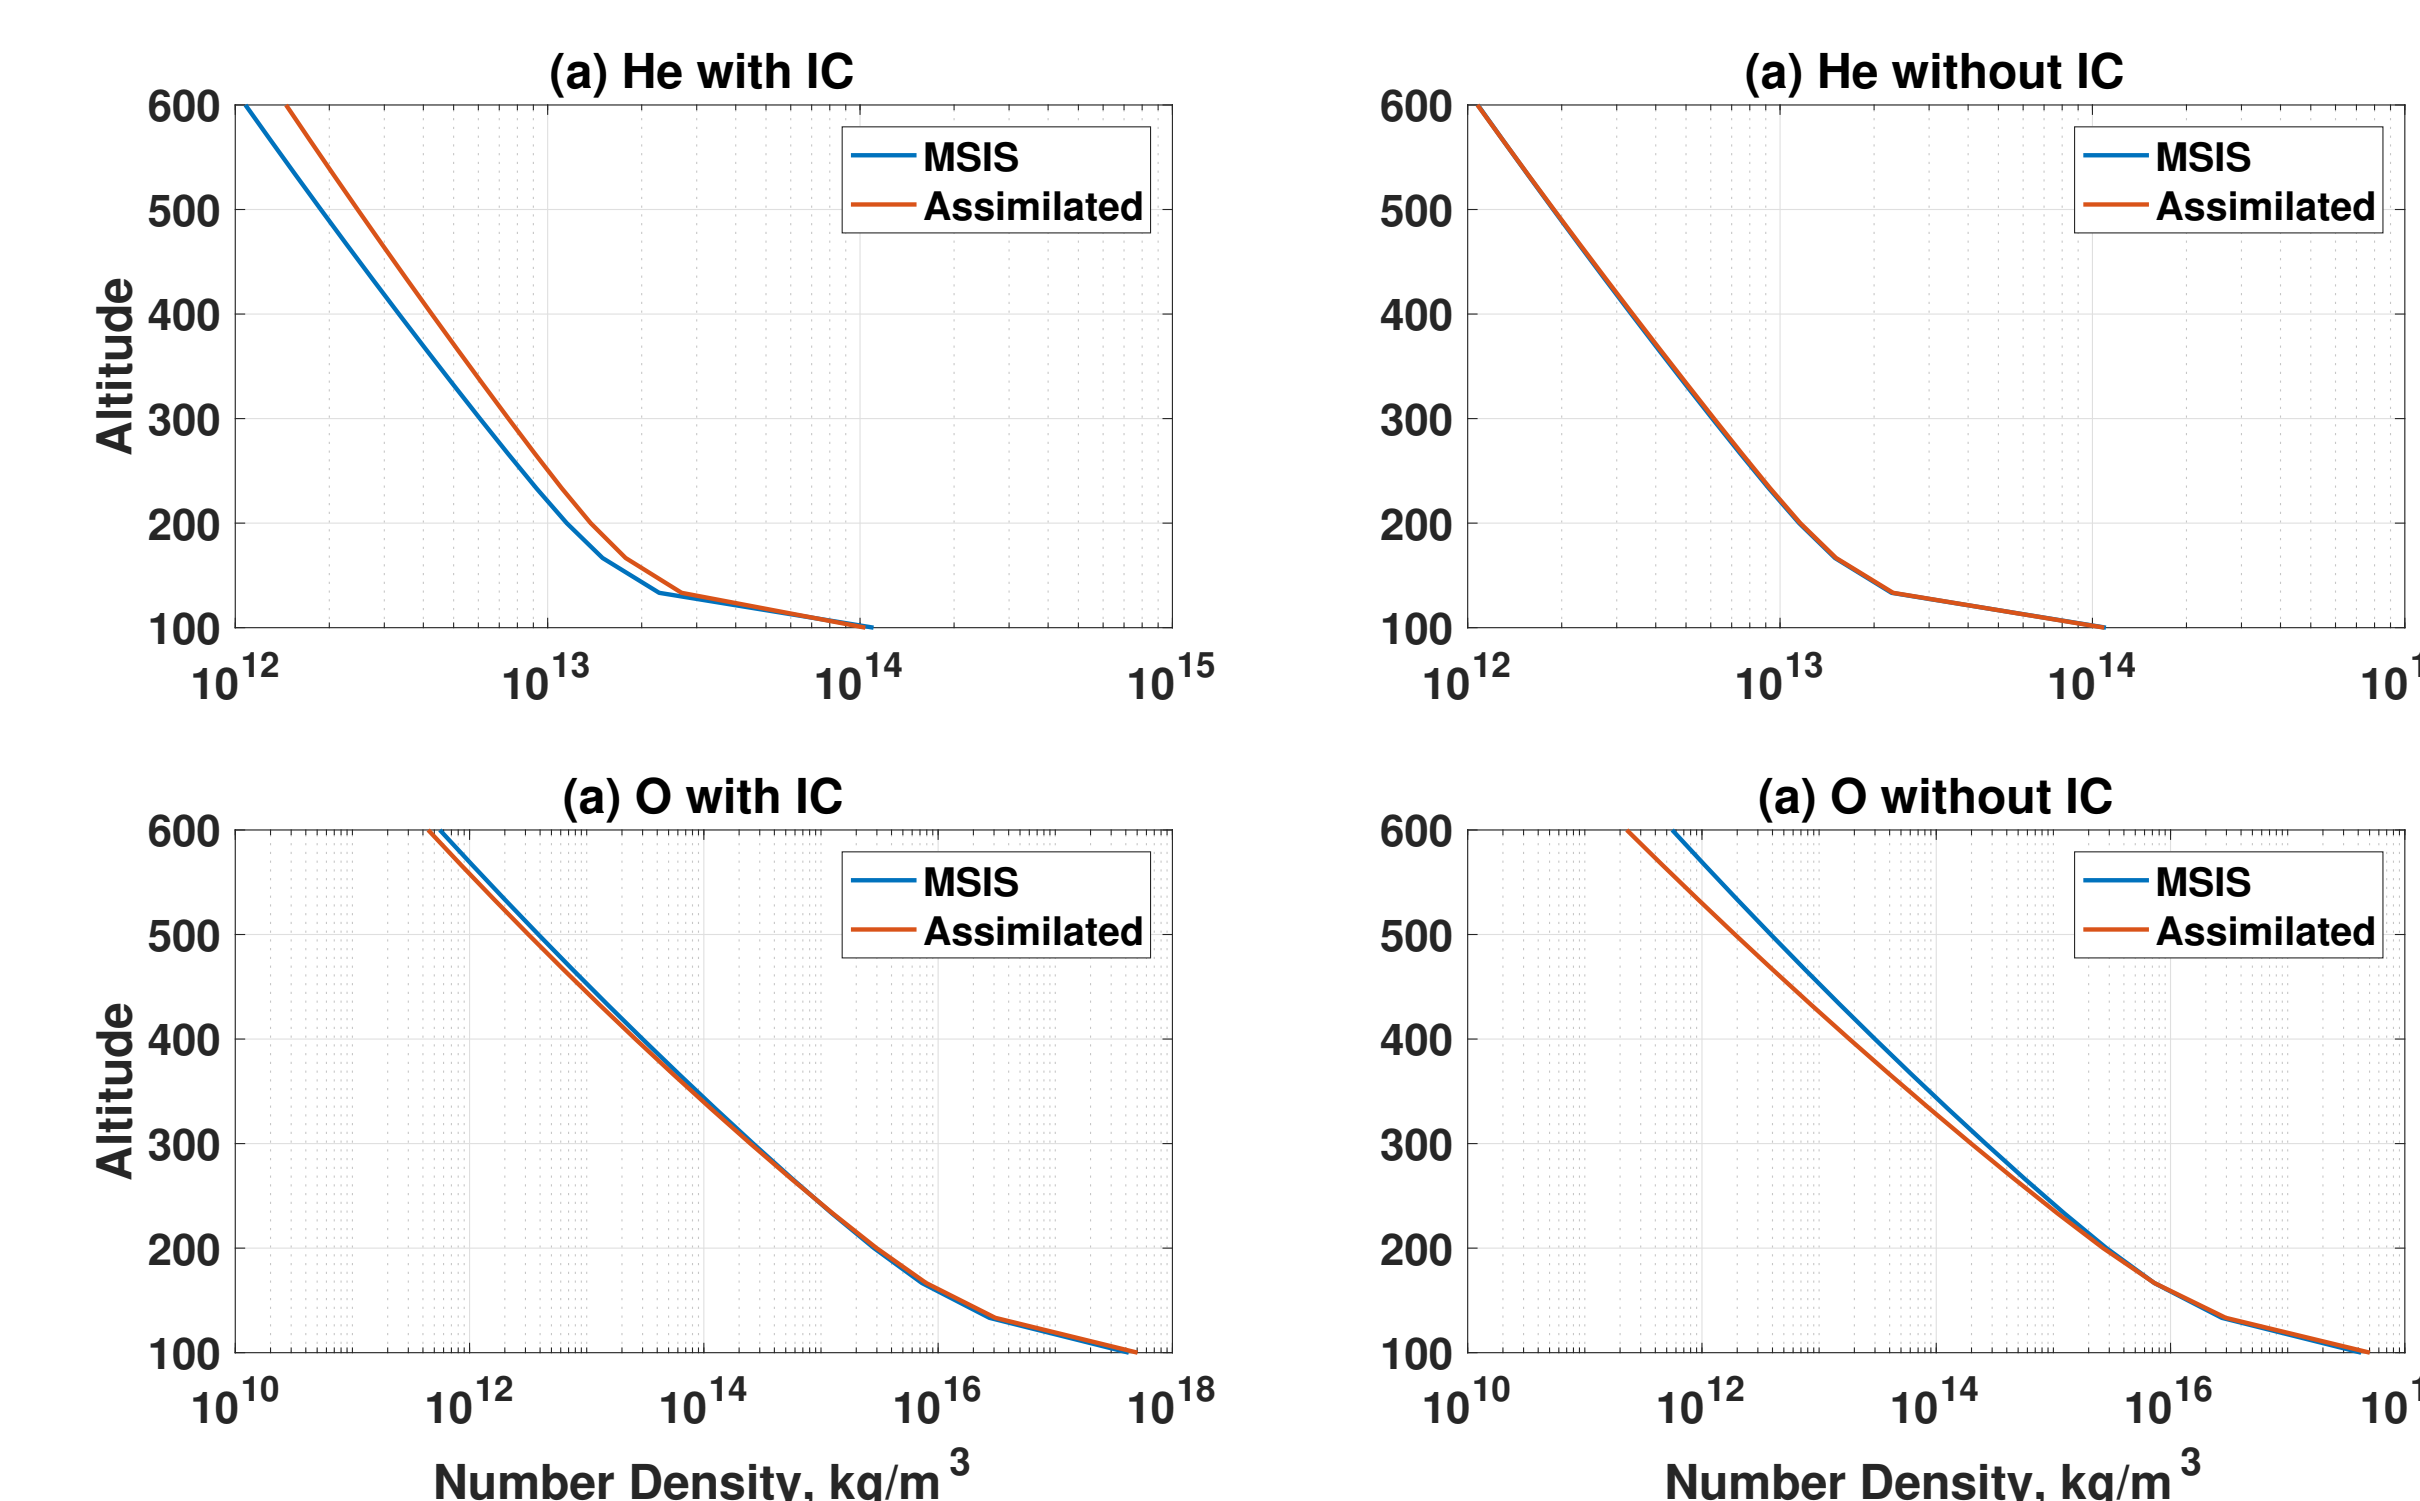 (a) He with IC
600
500
400
300
200
100
Altitude
10^12 10^13 10^14 10^15
MSIS
Assimilated
(a) He without IC
600
500
400
300
200
100
10^12 10^13 10^14
MSIS
Assimilated
(a) O with IC
600
500
400
300
200
100
Altitude
10^10 10^12 10^14 10^16 10^18
Number Density, kg/m^3
MSIS
Assimilated
(a) O without IC
600
500
400
300
200
100
10^10 10^12 10^14 10^16
Number Density, kg/m^3
MSIS
Assimilated